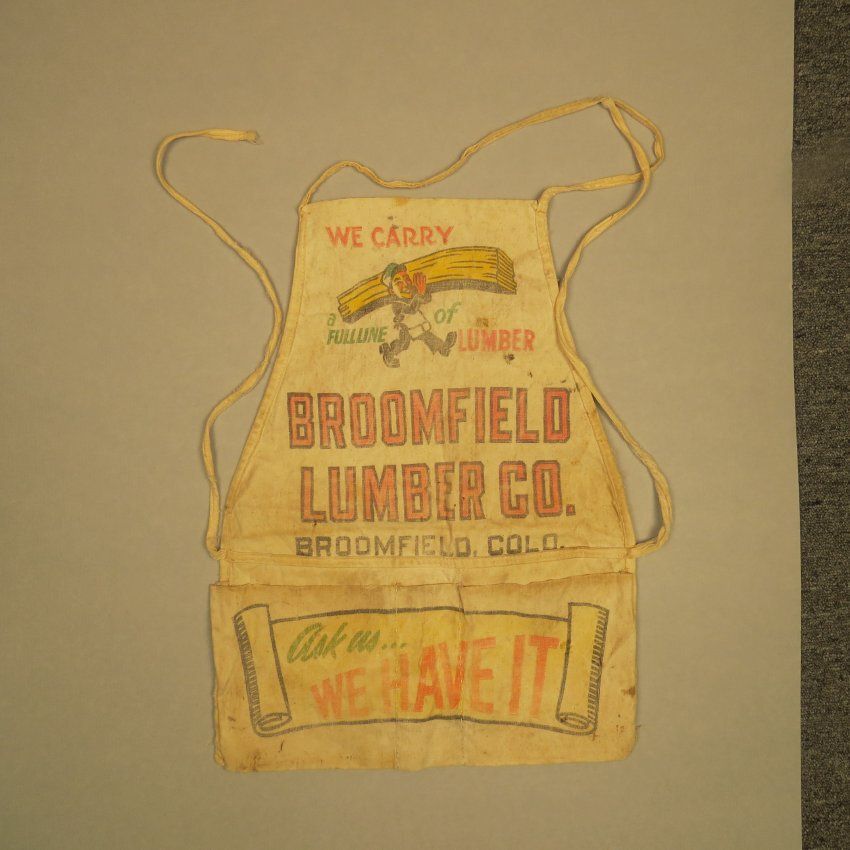 WE CARRY
a of
FULL LINE LUMBER
BROOMFIELD
LUMBER CO.
BROOMFIELD, COLO.
Ask us...
WE HAVE IT